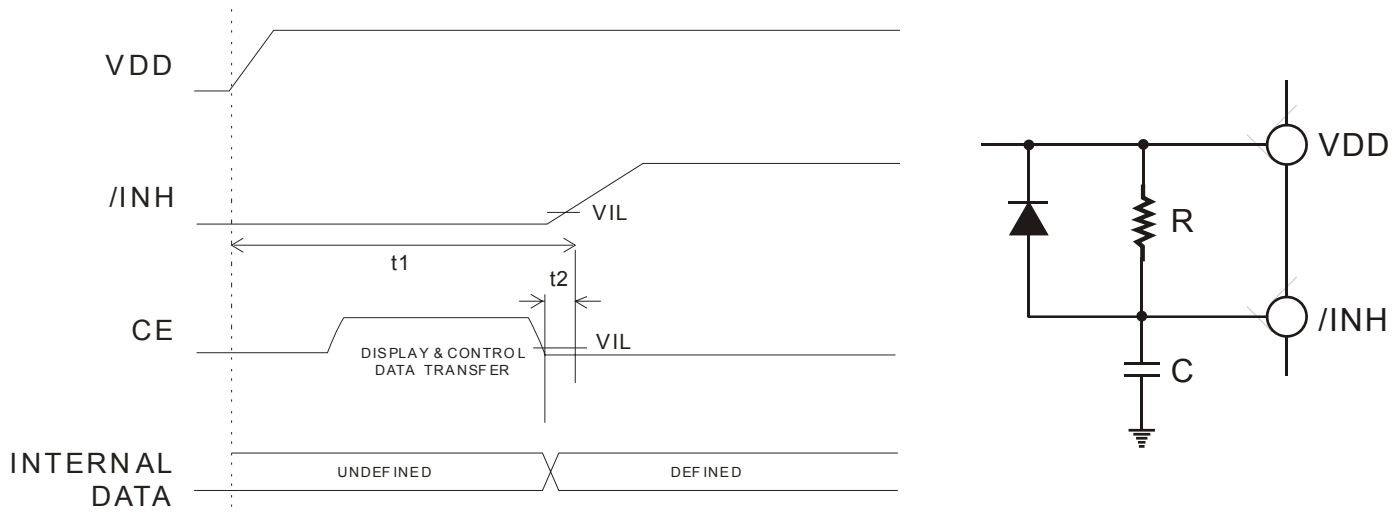 VDD
/INH
VIL
t1
t2
CE
VIL
DISPLAY & CONTROL
DATA TRANSFER
INTERNAL
DATA
UNDEFINED
DEFINED
VDD
R
/INH
C